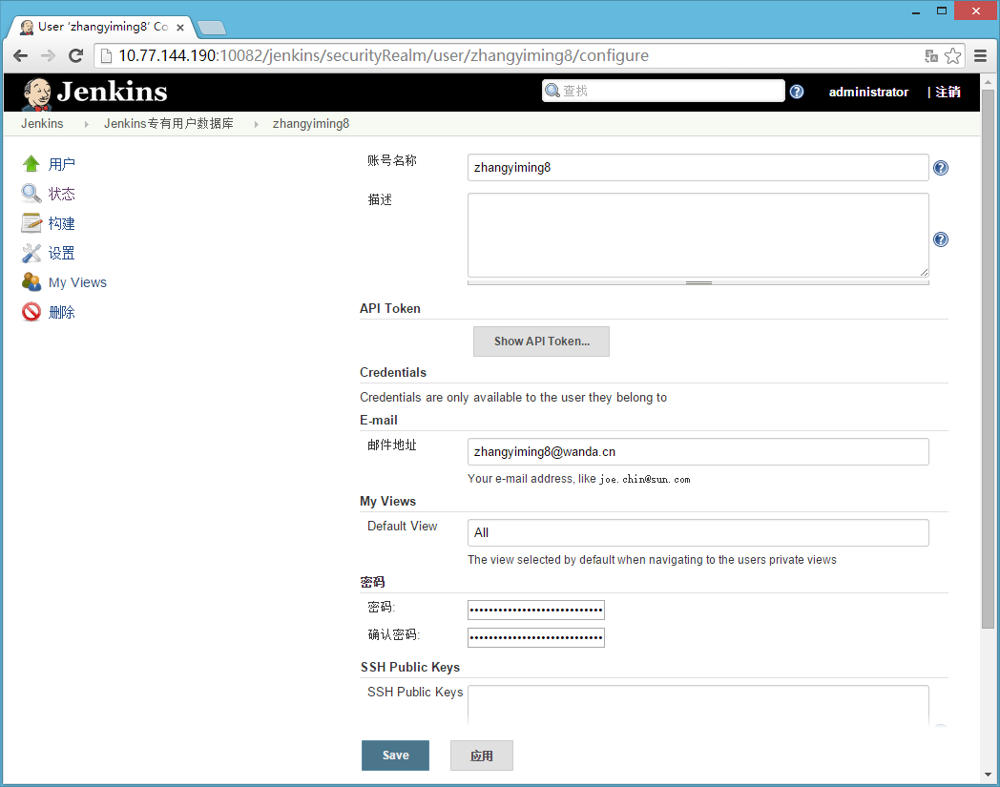 User 'zhangyiming8' Co
10.77.144.190:10082/jenkins/securityRealm/user/zhangyiming8/configure
Jenkins 查找 administrator | 注销
Jenkins Jenkins专有用户数据库 zhangyiming8
用户
状态
构建
设置
My Views
删除
账号名称 zhangyiming8
描述
API Token
Show API Token...
Credentials
Credentials are only available to the user they belong to
E-mail
邮件地址 zhangyiming8@wanda.cn
Your e-mail address, like joe.chin@sun.com
My Views
Default View All
The view selected by default when navigating to the users private views
密码
密码:
确认密码:
SSH Public Keys
SSH Public Keys
Save 应用